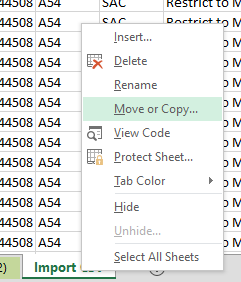 44508 A54 SAC Restrict to M
44508 A54
Insert...
44508 A54
Delete
44508 A54
Rename
44508 A54
Move or Copy...
44508 A54
View Code
44508 A54
Protect Sheet...
44508 A54
Tab Color
44508 A54
Hide
44508 A54
Unhide...
44508 A54
Select All Sheets
2) Import